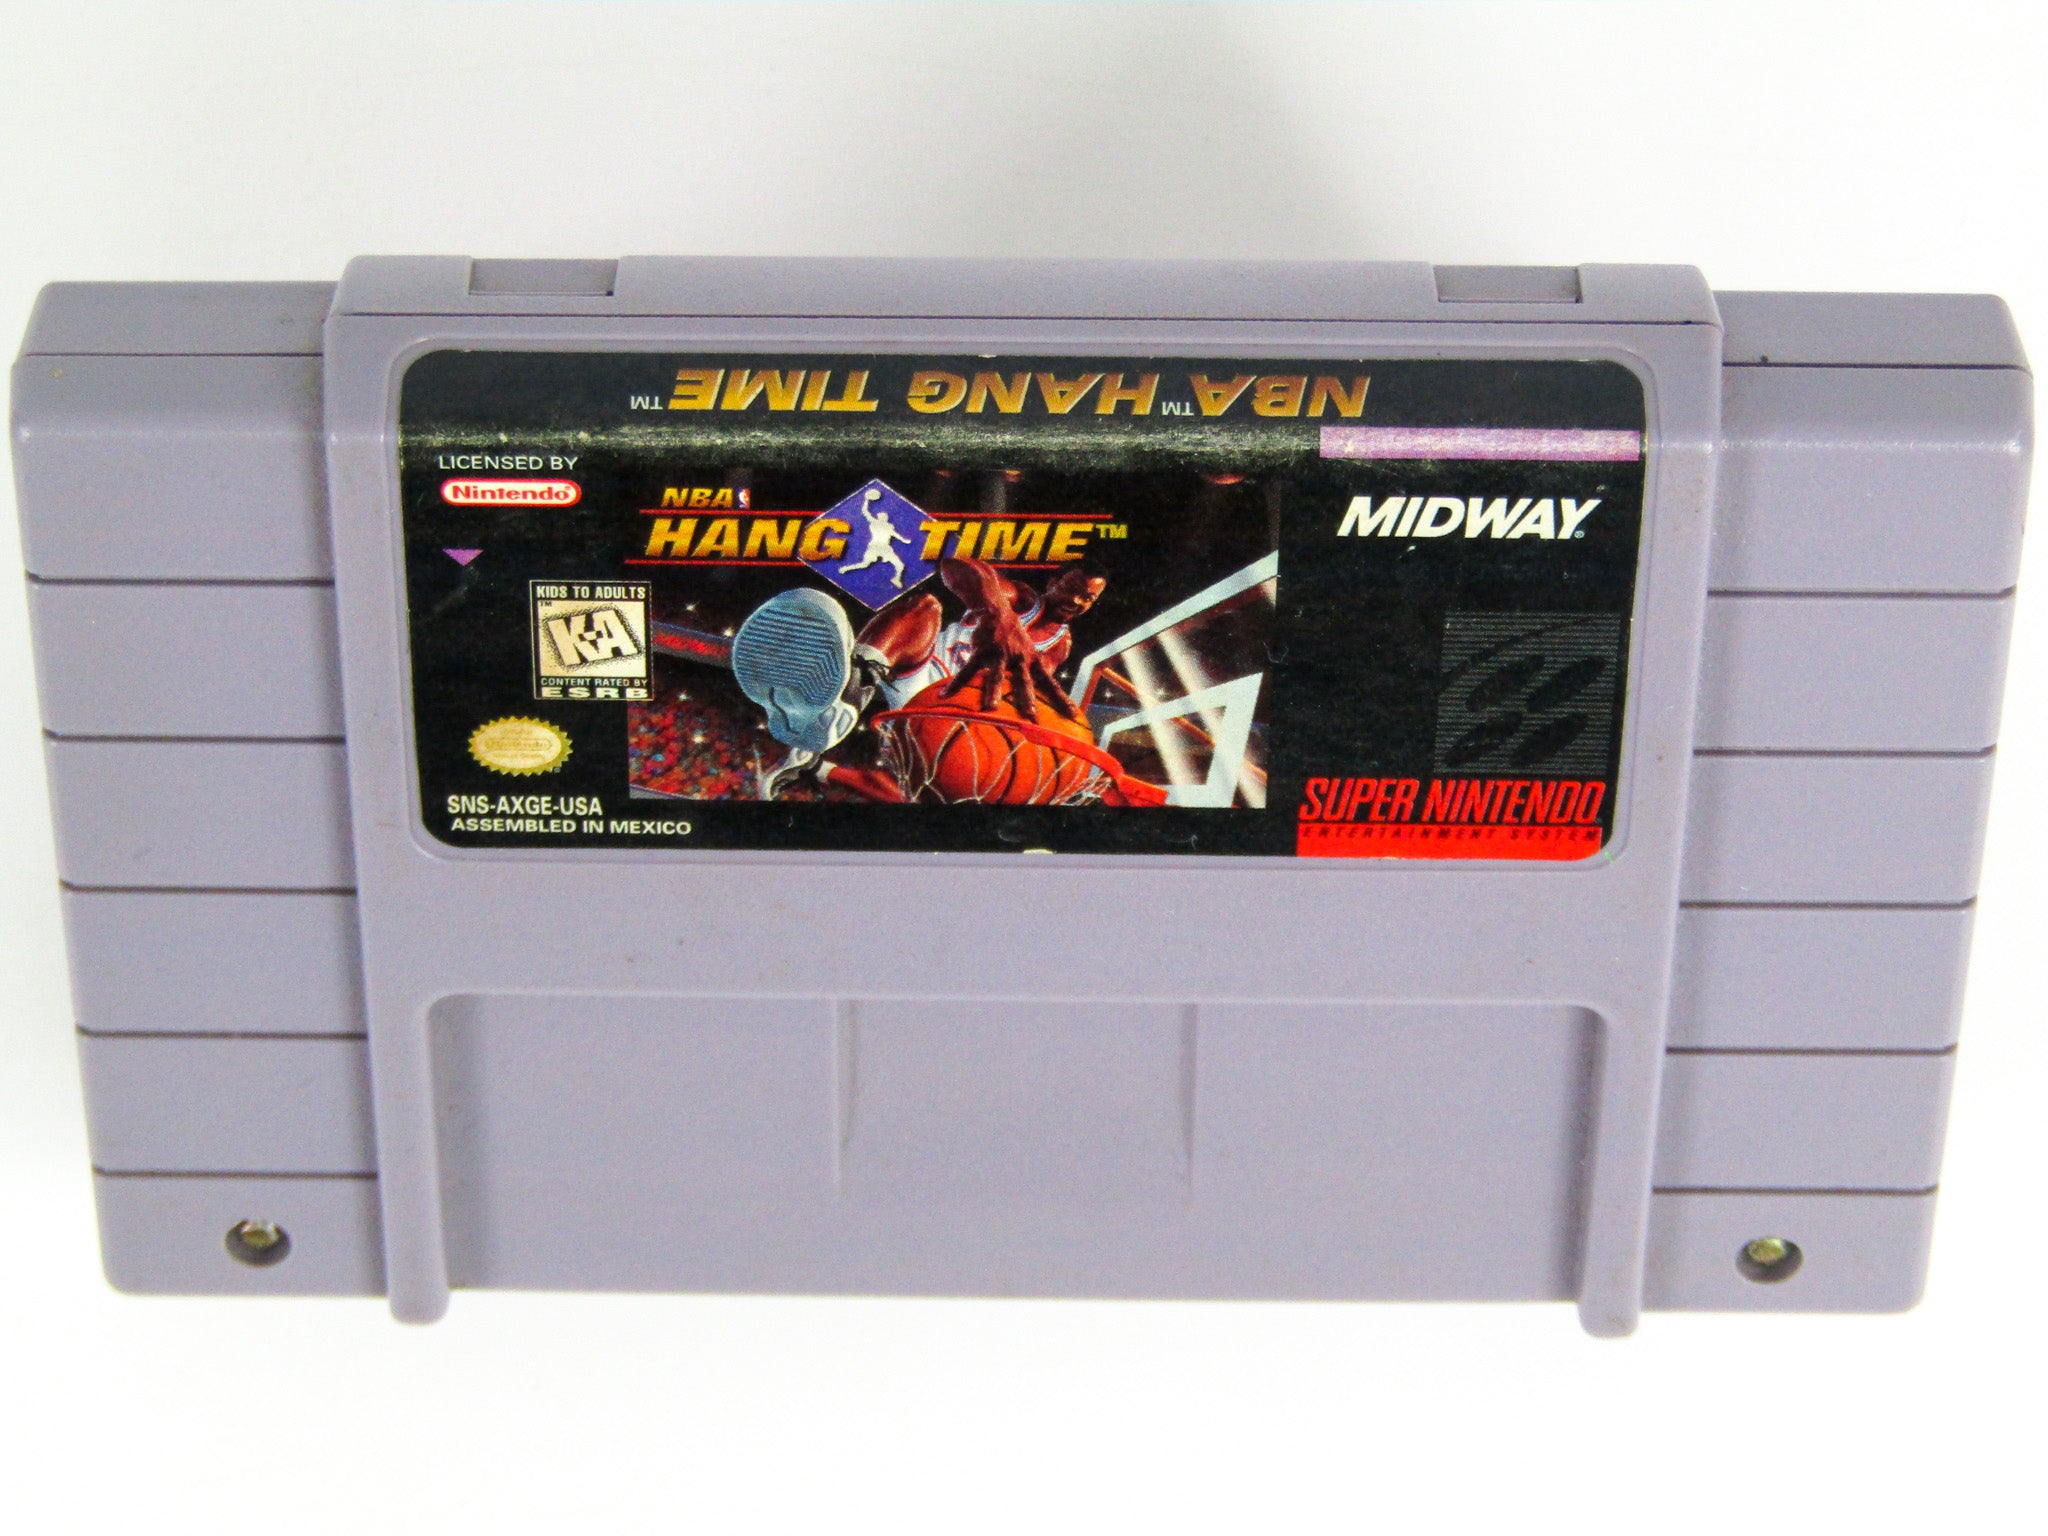 NBA™ HANG TIME™
LICENSED BY
Nintendo®
NBA
HANG TIME™
MIDWAY®
KIDS TO ADULTS
™
K-A
CONTENT RATED BY
ESRB
SNS-AXGE-USA
ASSEMBLED IN MEXICO
SUPER NINTENDO
ENTERTAINMENT SYSTEM